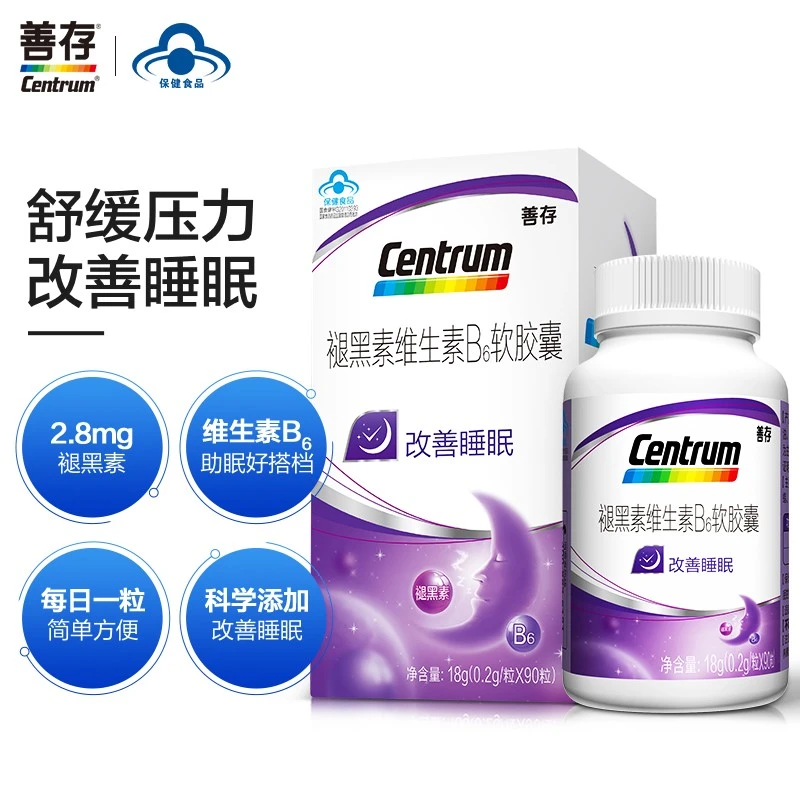 善存
Centrum
保健食品
舒缓压力
改善睡眠
2.8mg
褪黑素
维生素B6
助眠好搭档
每日一粒
简单方便
科学添加
改善睡眠
保健食品
善存
Centrum
褪黑素维生素B6软胶囊
改善睡眠
褪黑素
B6
净含量: 18g(0.2g/粒X90粒)
善存
Centrum
褪黑素维生素B6软胶囊
改善睡眠
净含量: 18g(0.2g/粒X90粒)